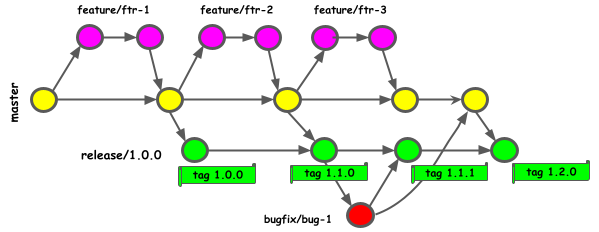 feature/ftr-1
feature/ftr-2
feature/ftr-3
master
release/1.0.0
tag 1.0.0
tag 1.1.0
tag 1.1.1
tag 1.2.0
bugfix/bug-1